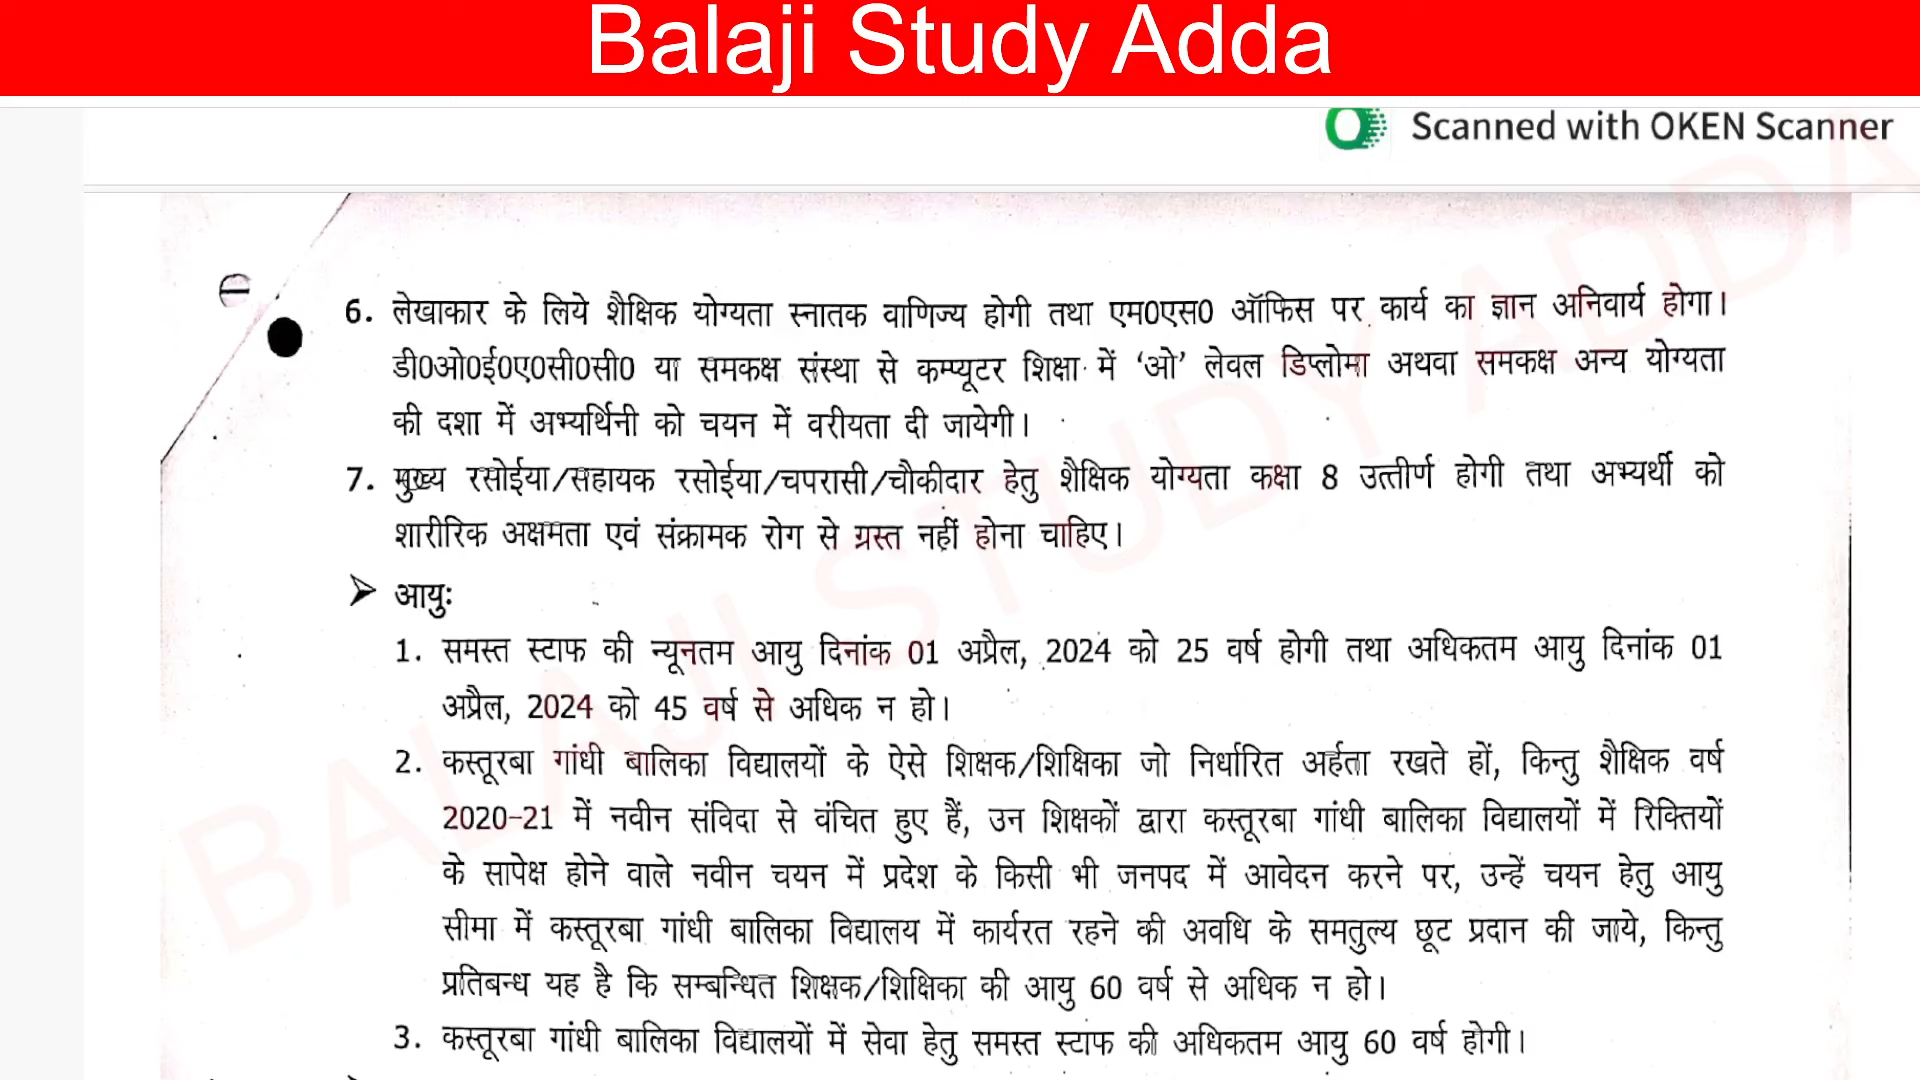 Balaji Study Adda
Scanned with OKEN Scanner
6. लेखाकार के लिये शैक्षिक योग्यता स्नातक वाणिज्य होगी तथा एम0एस0 ऑफिस पर कार्य का ज्ञान अनिवार्य होगा।
डी0ओ0ई0ए0सी0सी0 या समकक्ष संस्था से कम्प्यूटर शिक्षा में ‘ओ’ लेवल डिप्लोमा अथवा समकक्ष अन्य योग्यता
की दशा में अभ्यर्थिनी को चयन में वरीयता दी जायेगी।
7. मुख्य रसोईया/सहायक रसोईया/चपरासी/चौकीदार हेतु शैक्षिक योग्यता कक्षा 8 उत्तीर्ण होगी तथा अभ्यर्थी को
शारीरिक अक्षमता एवं संक्रामक रोग से ग्रस्त नहीं होना चाहिए।
➢ आयुः
1. समस्त स्टाफ की न्यूनतम आयु दिनांक 01 अप्रैल, 2024 को 25 वर्ष होगी तथा अधिकतम आयु दिनांक 01
अप्रैल, 2024 को 45 वर्ष से अधिक न हो।
2. कस्तूरबा गांधी बालिका विद्यालयों के ऐसे शिक्षक/शिक्षिका जो निर्धारित अर्हता रखते हों, किन्तु शैक्षिक वर्ष
2020-21 में नवीन संविदा से वंचित हुए हैं, उन शिक्षकों द्वारा कस्तूरबा गांधी बालिका विद्यालयों में रिक्तियों
के सापेक्ष होने वाले नवीन चयन में प्रदेश के किसी भी जनपद में आवेदन करने पर, उन्हें चयन हेतु आयु
सीमा में कस्तूरबा गांधी बालिका विद्यालय में कार्यरत रहने की अवधि के समतुल्य छूट प्रदान की जाये, किन्तु
प्रतिबन्ध यह है कि सम्बन्धित शिक्षक/शिक्षिका की आयु 60 वर्ष से अधिक न हो।
3. कस्तूरबा गांधी बालिका विद्यालयों में सेवा हेतु समस्त स्टाफ की अधिकतम आयु 60 वर्ष होगी।
BALAJI STUDY ADDA